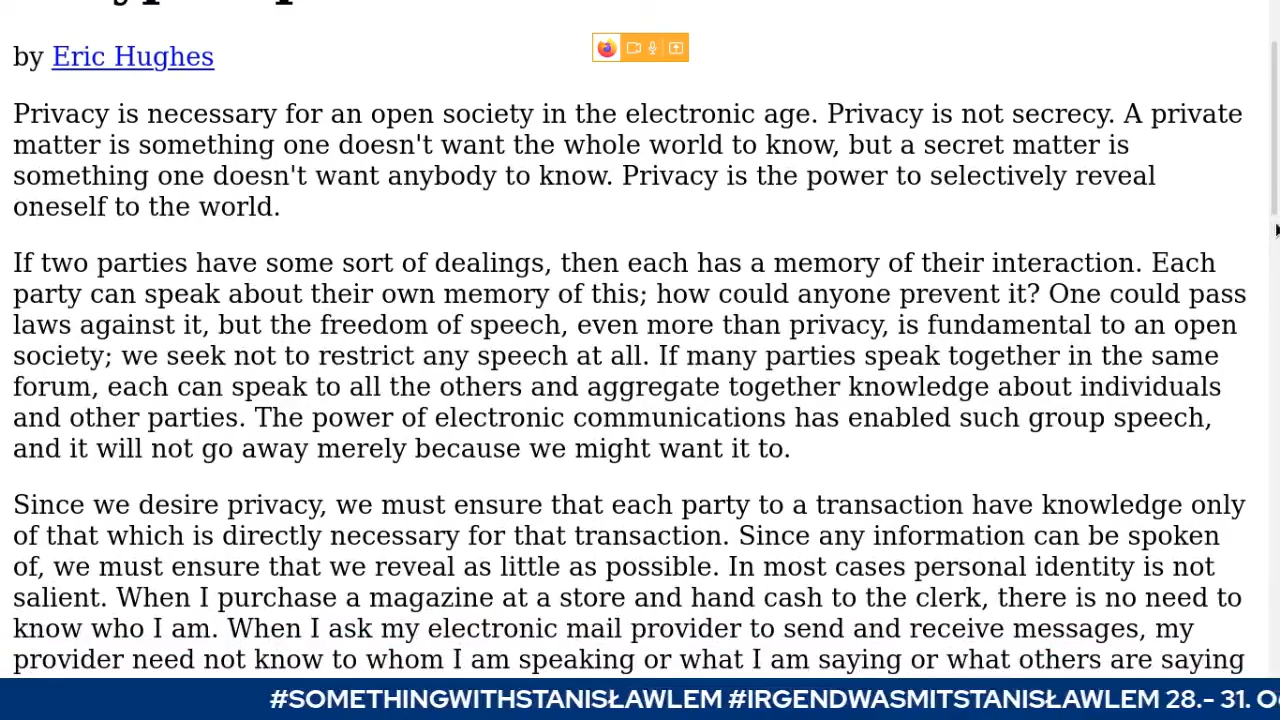 by Eric Hughes
Privacy is necessary for an open society in the electronic age. Privacy is not secrecy. A private
matter is something one doesn't want the whole world to know, but a secret matter is
something one doesn't want anybody to know. Privacy is the power to selectively reveal
oneself to the world.
If two parties have some sort of dealings, then each has a memory of their interaction. Each
party can speak about their own memory of this; how could anyone prevent it? One could pass
laws against it, but the freedom of speech, even more than privacy, is fundamental to an open
society; we seek not to restrict any speech at all. If many parties speak together in the same
forum, each can speak to all the others and aggregate together knowledge about individuals
and other parties. The power of electronic communications has enabled such group speech,
and it will not go away merely because we might want it to.
Since we desire privacy, we must ensure that each party to a transaction have knowledge only
of that which is directly necessary for that transaction. Since any information can be spoken
of, we must ensure that we reveal as little as possible. In most cases personal identity is not
salient. When I purchase a magazine at a store and hand cash to the clerk, there is no need to
know who I am. When I ask my electronic mail provider to send and receive messages, my
provider need not know to whom I am speaking or what I am saying or what others are saying
#SOMETHINGWITHSTANISŁAWLEM #IRGENDWASMITSTANISŁAWLEM 28.- 31. O